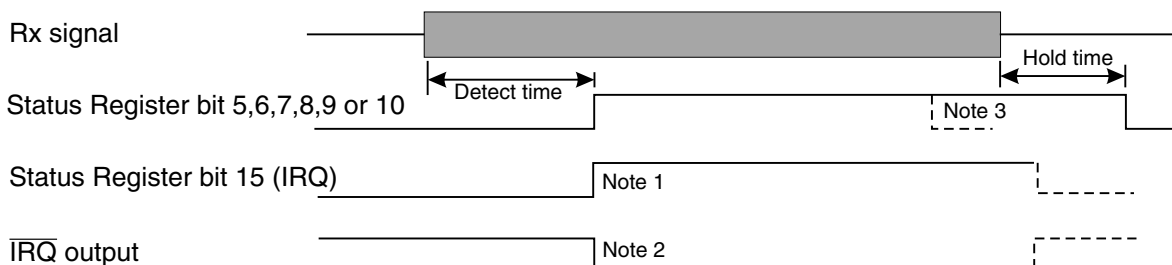 Rx signal
Hold time
Detect time
Status Register bit 5,6,7,8,9 or 10
Note 3
Status Register bit 15 (IRQ)
Note 1
IRQ output
Note 2